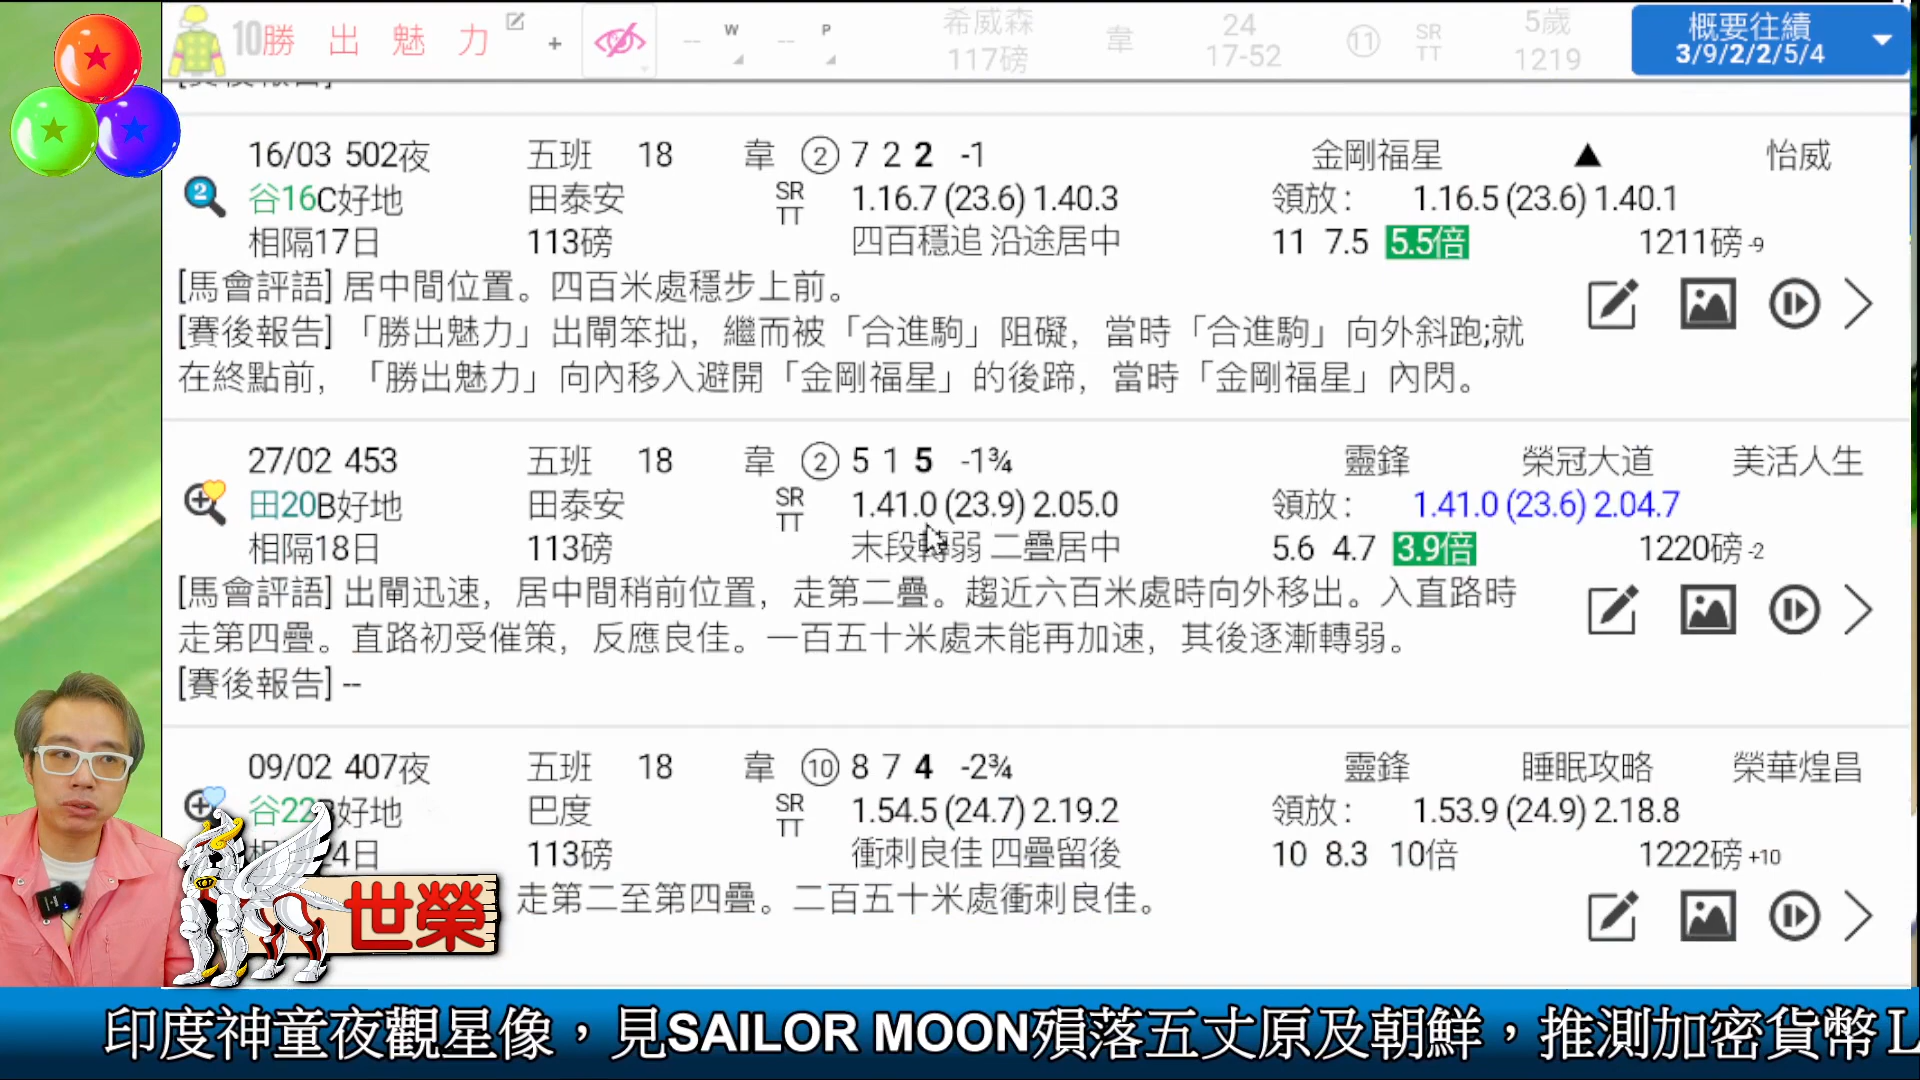 10勝出魅力 + -- W -- P 希威森 117磅 韋 24 17-52 11 SR TT 5歲 1219 概要往績 3/9/2/2/5/4
16/03 502夜 五班 18 韋 ② 7 2 2 -1 金剛福星 ▲ 怡威
2 谷16C好地 田泰安 SR TT 1.16.7 (23.6) 1.40.3 領放: 1.16.5 (23.6) 1.40.1
相隔17日 113磅 四百穩追 沿途居中 11 7.5 5.5倍 1211磅 -9
[馬會評語] 居中間位置。四百米處穩步上前。
[賽後報告] 「勝出魅力」出閘笨拙，繼而被「合進駒」阻礙，當時「合進駒」向外斜跑;就
在終點前，「勝出魅力」向內移入避開「金剛福星」的後蹄，當時「金剛福星」內閃。
27/02 453 五班 18 韋 ② 5 1 5 -1¾ 靈鋒 榮冠大道 美活人生
田20B好地 田泰安 SR TT 1.41.0 (23.9) 2.05.0 領放: 1.41.0 (23.6) 2.04.7
相隔18日 113磅 末段轉弱 二疊居中 5.6 4.7 3.9倍 1220磅 -2
[馬會評語] 出閘迅速，居中間稍前位置，走第二疊。趨近六百米處時向外移出。入直路時
走第四疊。直路初受催策，反應良佳。一百五十米處未能再加速，其後逐漸轉弱。
[賽後報告] --
09/02 407夜 五班 18 韋 ⑩ 8 7 4 -2¾ 靈鋒 睡眠攻略 榮華煌昌
谷22 好地 巴度 SR TT 1.54.5 (24.7) 2.19.2 領放: 1.53.9 (24.9) 2.18.8
4日 113磅 衝刺良佳 四疊留後 10 8.3 10倍 1222磅 +10
走第二至第四疊。二百五十米處衝刺良佳。
世榮
印度神童夜觀星像，見SAILOR MOON殞落五丈原及朝鮮，推測加密貨幣 L